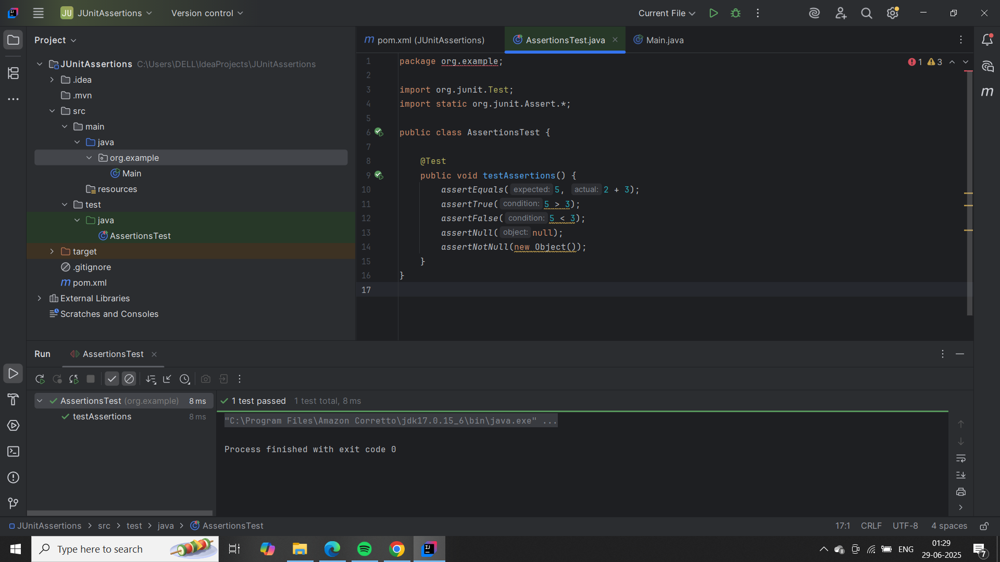 JU JUnitAssertions Version control Current File
Project
JUnitAssertions C:\Users\DELL\IdeaProjects\JUnitAssertions
.idea
.mvn
src
main
java
org.example
Main
resources
test
java
AssertionsTest
target
.gitignore
pom.xml
External Libraries
Scratches and Consoles
pom.xml (JUnitAssertions) AssertionsTest.java Main.java
1 3
1 package org.example;
2
3 import org.junit.Test;
4 import static org.junit.Assert.*;
5
6 public class AssertionsTest {
7
8 @Test
9 public void testAssertions() {
10 assertEquals( expected: 5, actual: 2 + 3);
11 assertTrue( condition: 5 > 3);
12 assertFalse( condition: 5 < 3);
13 assertNull( object: null);
14 assertNotNull(new Object());
15 }
16 }
17
Run AssertionsTest
AssertionsTest (org.example) 8 ms
testAssertions 8 ms
1 test passed 1 test total, 8 ms
"C:\Program Files\Amazon Corretto\jdk17.0.15_6\bin\java.exe" ...
Process finished with exit code 0
JUnitAssertions > src > test > java > AssertionsTest 17:1 CRLF UTF-8 4 spaces
Type here to search
ENG
01:29
29-06-2025
7